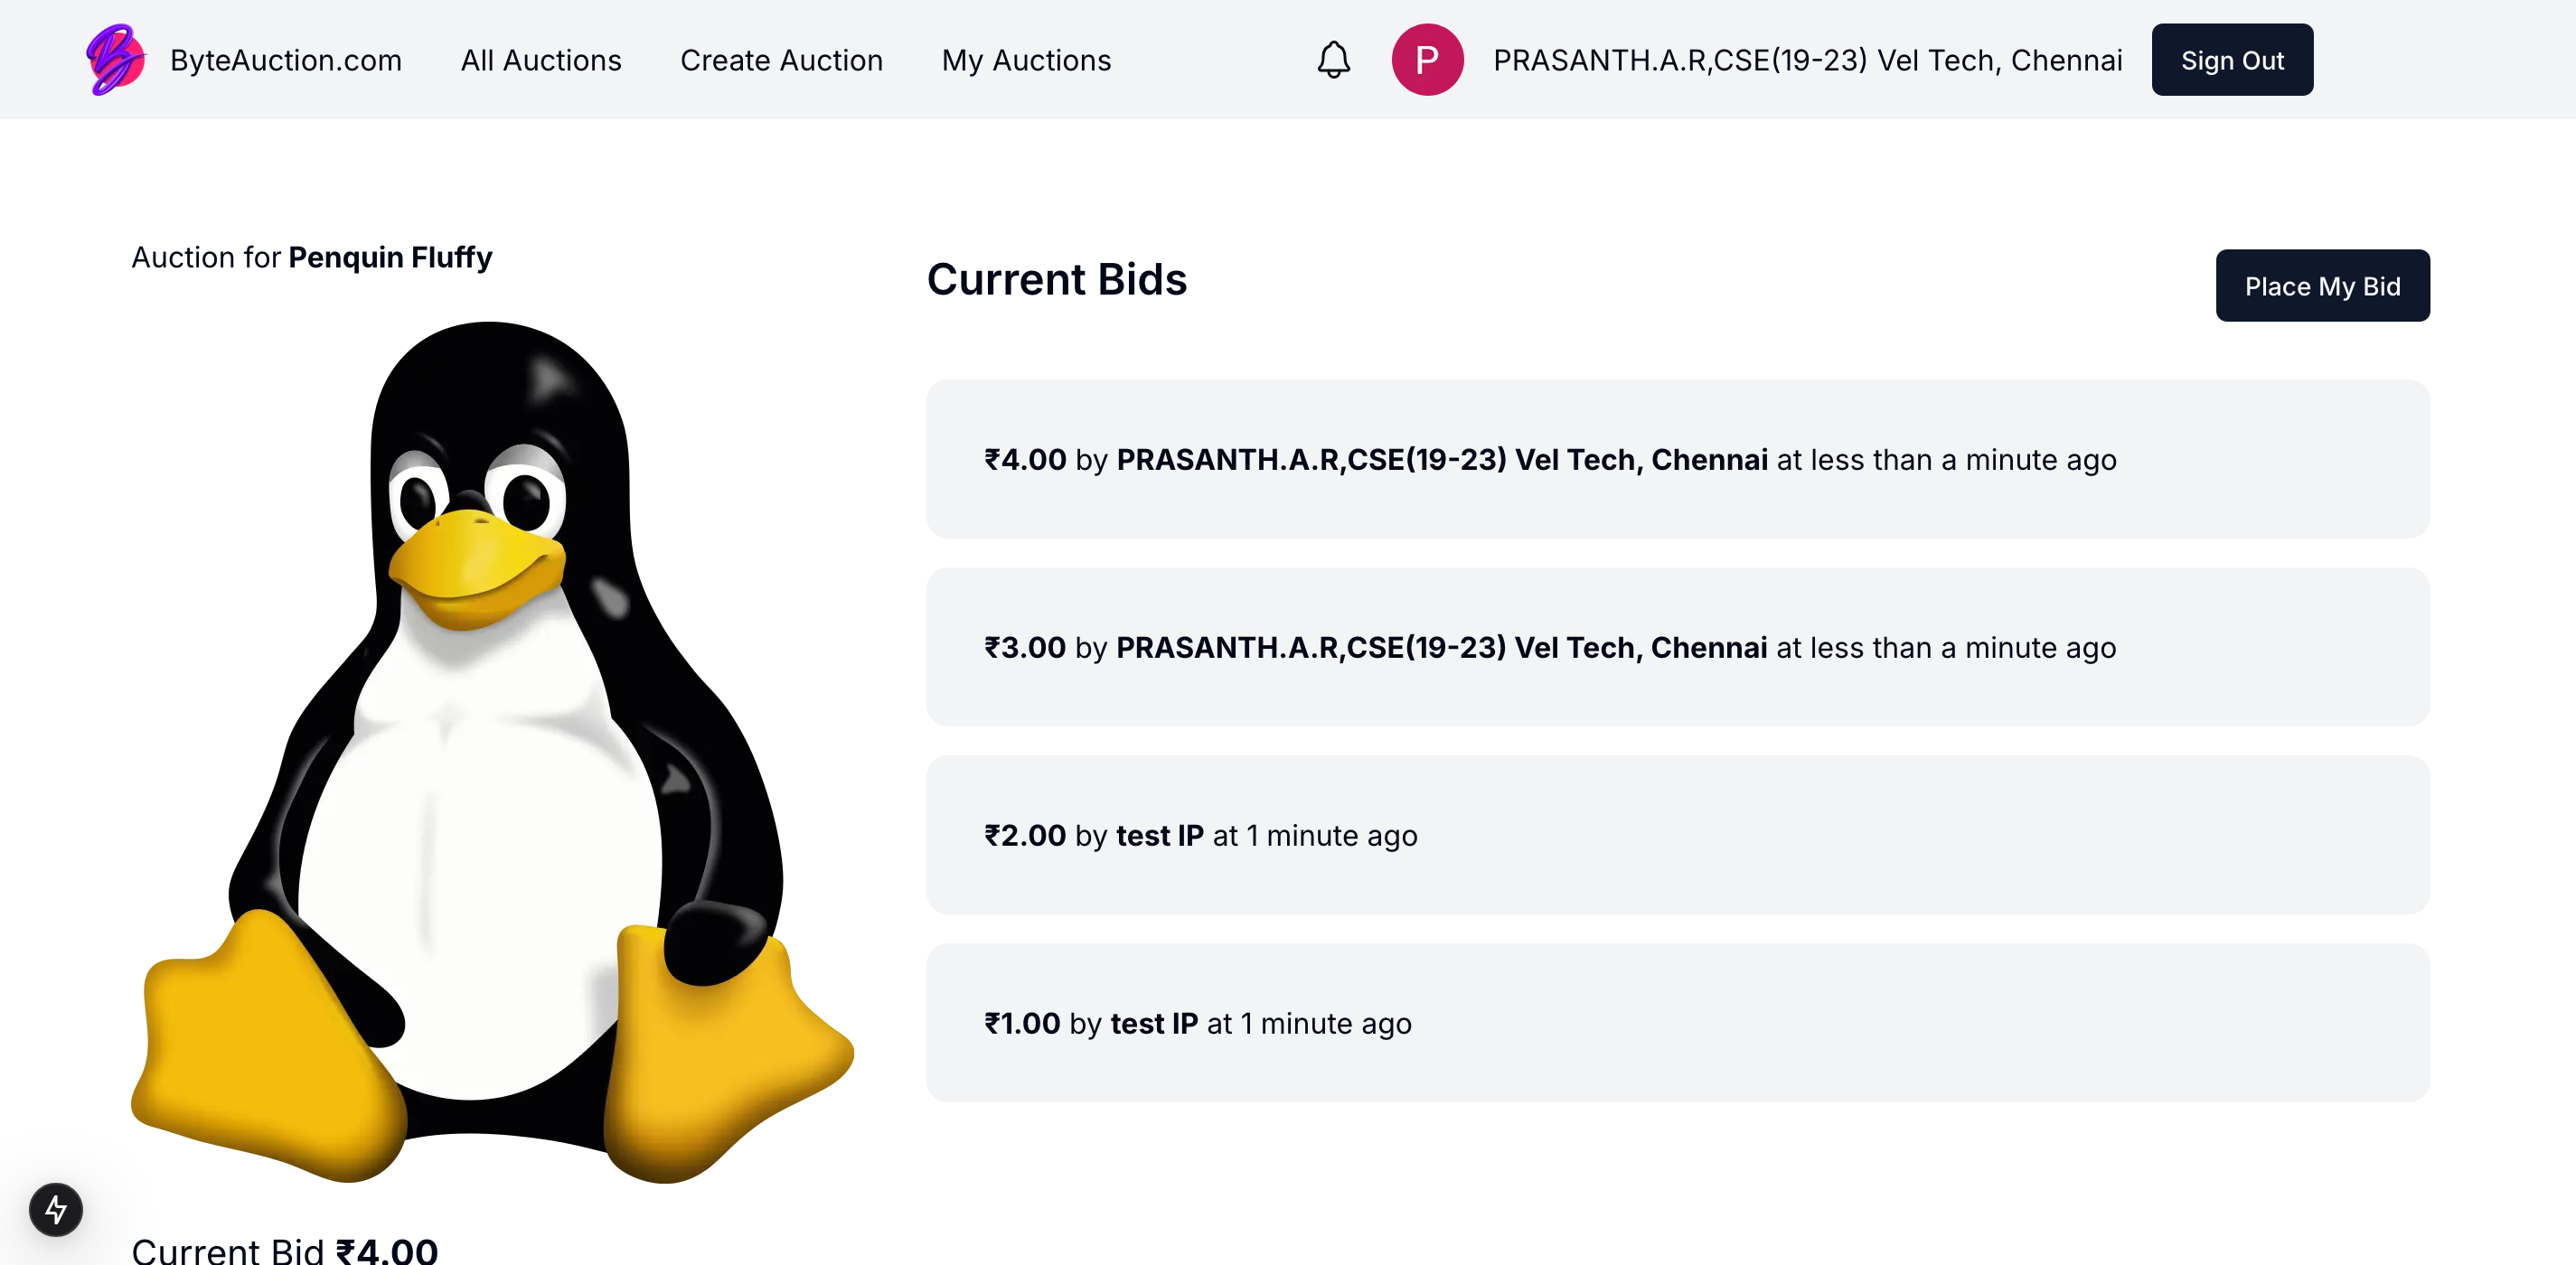 ByteAuction.com All Auctions Create Auction My Auctions P PRASANTH.A.R,CSE(19-23) Vel Tech, Chennai Sign Out
Auction for Penquin Fluffy
Current Bids
Place My Bid
₹4.00 by PRASANTH.A.R,CSE(19-23) Vel Tech, Chennai at less than a minute ago
₹3.00 by PRASANTH.A.R,CSE(19-23) Vel Tech, Chennai at less than a minute ago
₹2.00 by test IP at 1 minute ago
₹1.00 by test IP at 1 minute ago
Current Bid ₹4.00